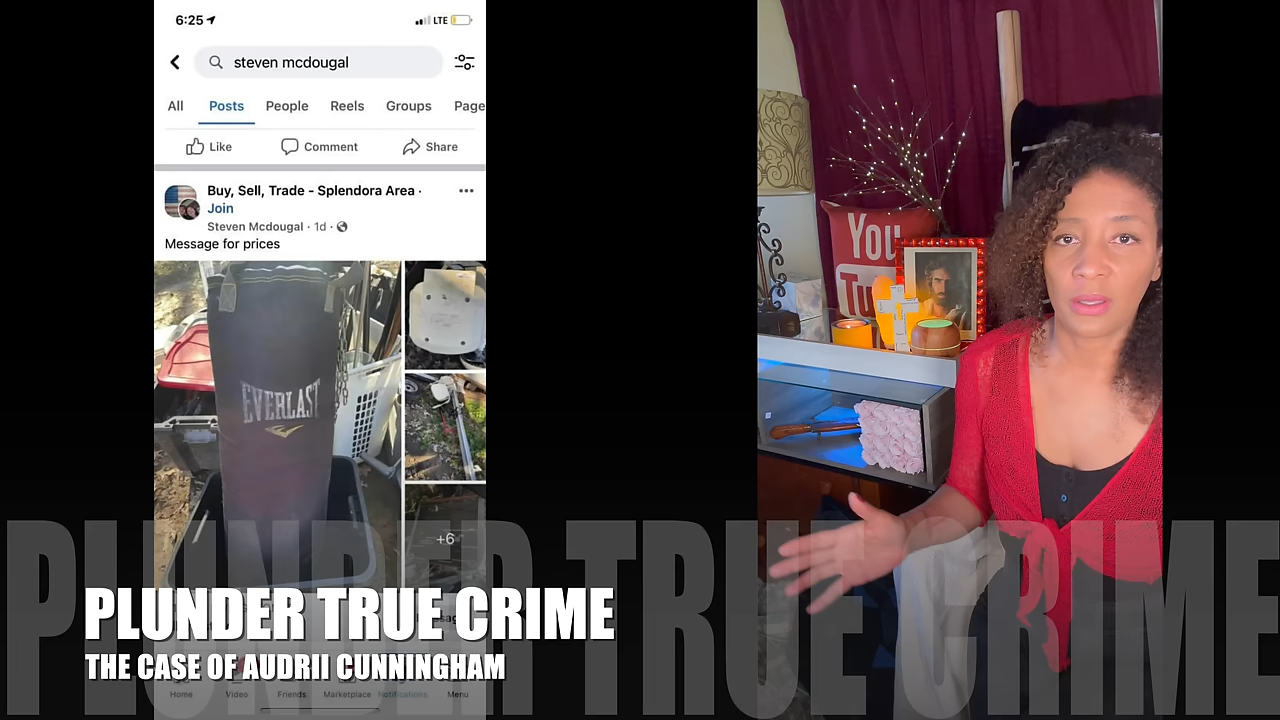 6:25
LTE
steven mcdougal
All Posts People Reels Groups Page
Like Comment Share
Buy, Sell, Trade - Splendora Area ·
Join
Steven Mcdougal · 1d ·
Message for prices
EVERLAST
+6
You
Tu
PLUNDER TRUE CRIME
PLUNDER TRUE CRIME
THE CASE OF AUDRII CUNNINGHAM
Home Video Friends Marketplace Notifications Menu